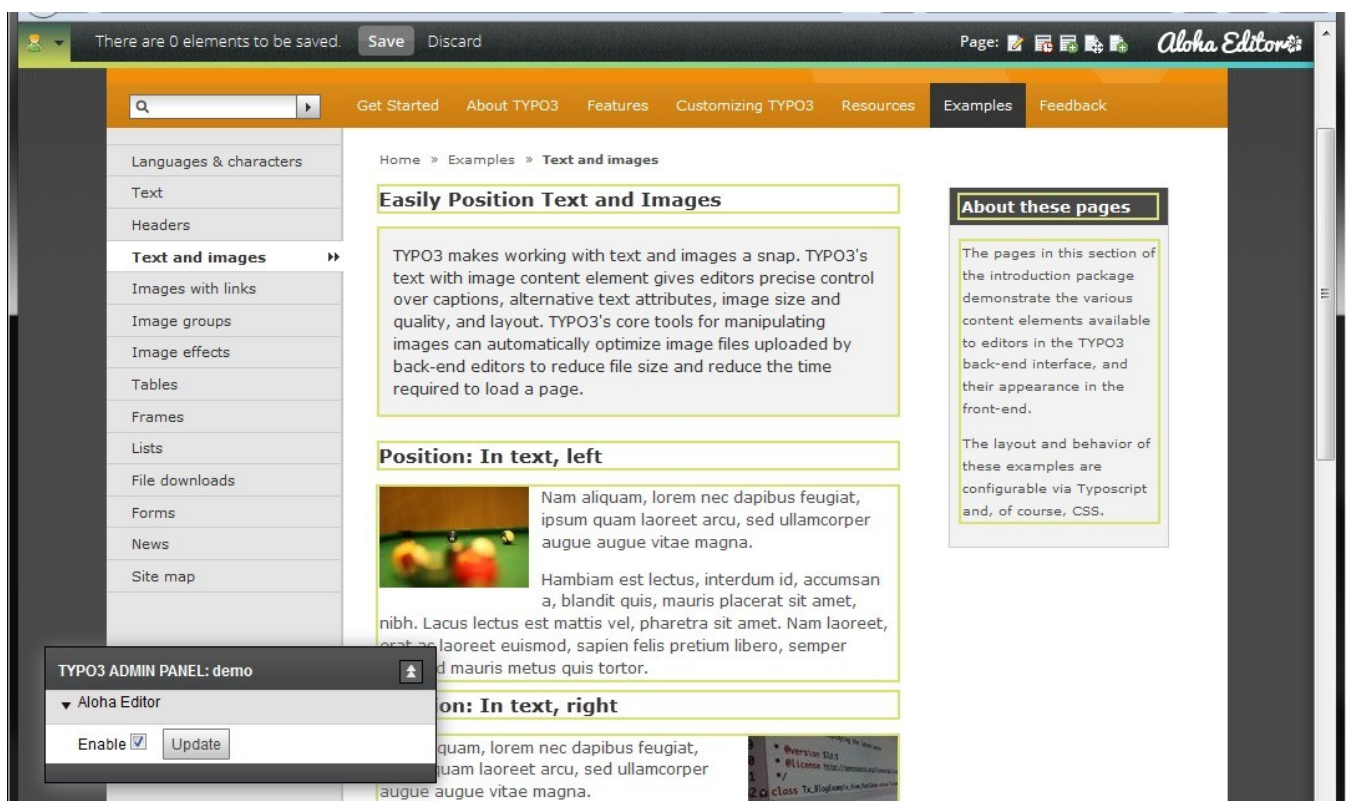 There are 0 elements to be saved. Save Discard Page: Aloha Editor
Get Started About TYPO3 Features Customizing TYPO3 Resources Examples Feedback
Languages & characters
Text
Headers
Text and images
Images with links
Image groups
Image effects
Tables
Frames
Lists
File downloads
Forms
News
Site map
Home » Examples » Text and images
Easily Position Text and Images
TYPO3 makes working with text and images a snap. TYPO3's
text with image content element gives editors precise control
over captions, alternative text attributes, image size and
quality, and layout. TYPO3's core tools for manipulating
images can automatically optimize image files uploaded by
back-end editors to reduce file size and reduce the time
required to load a page.
Position: In text, left
Nam aliquam, lorem nec dapibus feugiat,
ipsum quam laoreet arcu, sed ullamcorper
augue augue vitae magna.
Hambiam est lectus, interdum id, accumsan
a, blandit quis, mauris placerat sit amet,
nibh. Lacus lectus est mattis vel, pharetra sit amet. Nam laoreet,
erat ac laoreet euismod, sapien felis pretium libero, semper
mauris metus quis tortor.
In text, right
lorem nec dapibus feugiat,
laoreet arcu, sed ullamcorper
augue augue vitae magna.
@version
@license
*/
class
About these pages
The pages in this section of
the introduction package
demonstrate the various
content elements available
to editors in the TYPO3
back-end interface, and
their appearance in the
front-end.
The layout and behavior of
these examples are
configurable via Typoscript
and, of course, CSS.
TYPO3 ADMIN PANEL: demo
Aloha Editor
Enable Update